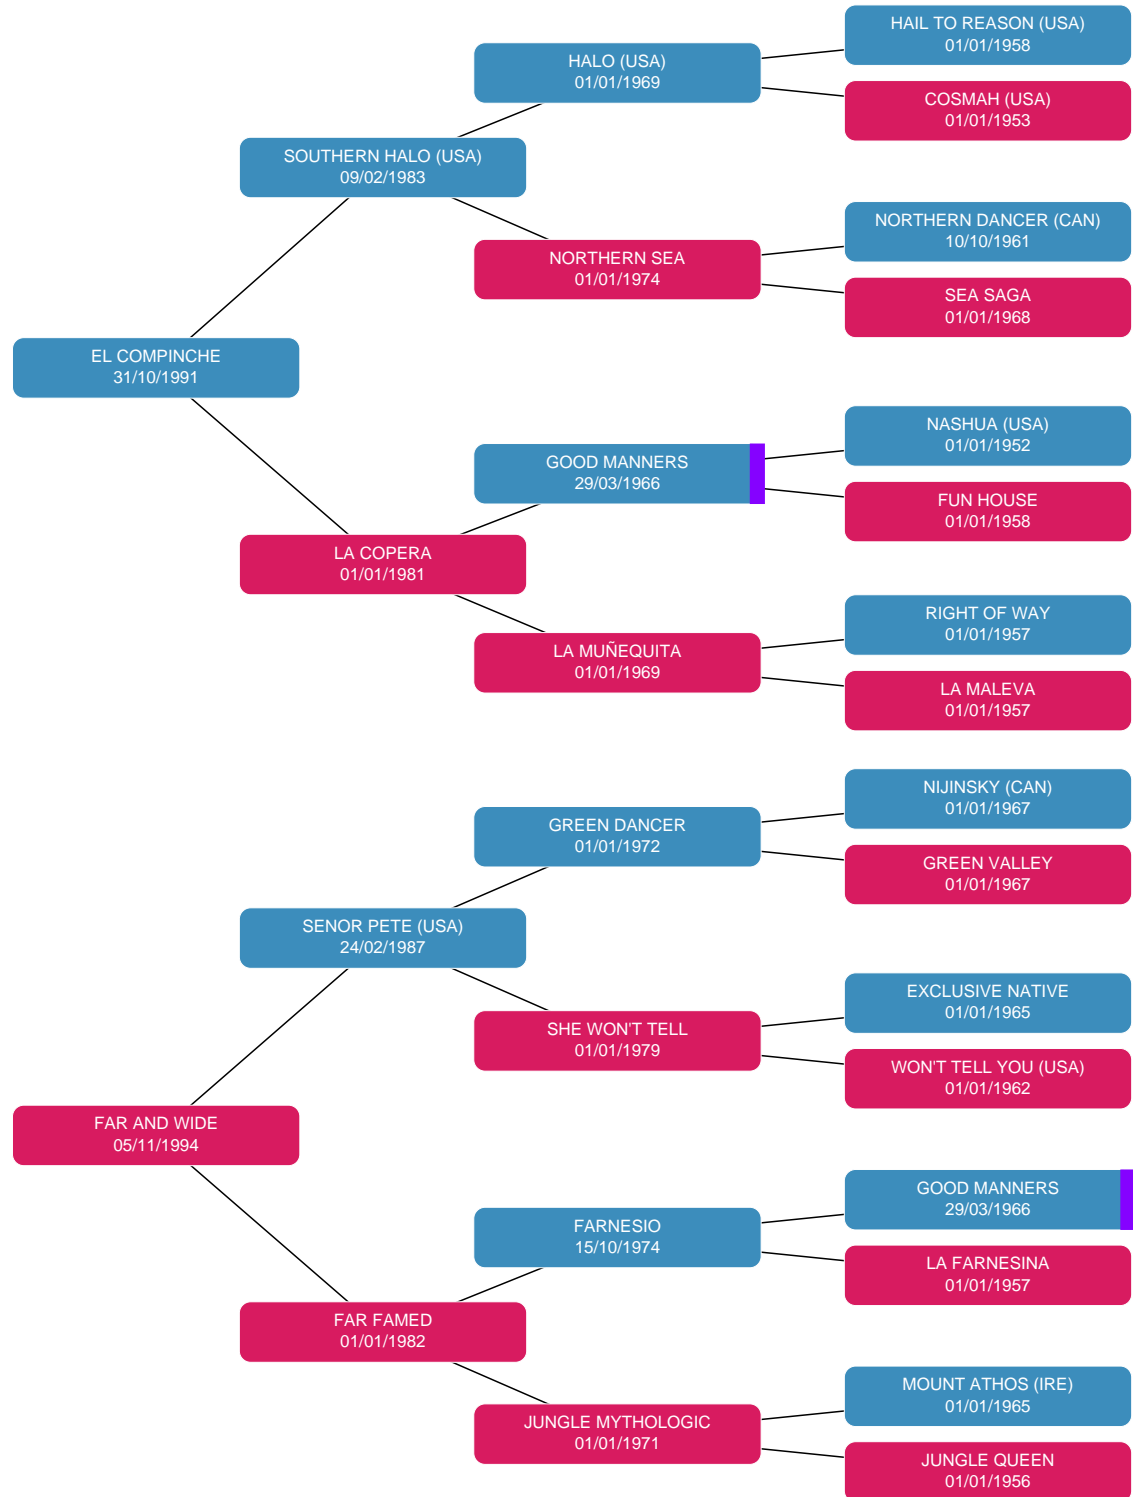 HAIL TO REASON (USA)
01/01/1958
HALO (USA)
01/01/1969
COSMAH (USA)
01/01/1953
SOUTHERN HALO (USA)
09/02/1983
NORTHERN DANCER (CAN)
10/10/1961
NORTHERN SEA
01/01/1974
SEA SAGA
01/01/1968
EL COMPINCHE
31/10/1991
NASHUA (USA)
01/01/1952
GOOD MANNERS
29/03/1966
FUN HOUSE
01/01/1958
LA COPERA
01/01/1981
RIGHT OF WAY
01/01/1957
LA MUÑEQUITA
01/01/1969
LA MALEVA
01/01/1957
NIJINSKY (CAN)
01/01/1967
GREEN DANCER
01/01/1972
GREEN VALLEY
01/01/1967
SENOR PETE (USA)
24/02/1987
EXCLUSIVE NATIVE
01/01/1965
SHE WON'T TELL
01/01/1979
WON'T TELL YOU (USA)
01/01/1962
FAR AND WIDE
05/11/1994
GOOD MANNERS
29/03/1966
FARNESIO
15/10/1974
LA FARNESINA
01/01/1957
FAR FAMED
01/01/1982
MOUNT ATHOS (IRE)
01/01/1965
JUNGLE MYTHOLOGIC
01/01/1971
JUNGLE QUEEN
01/01/1956